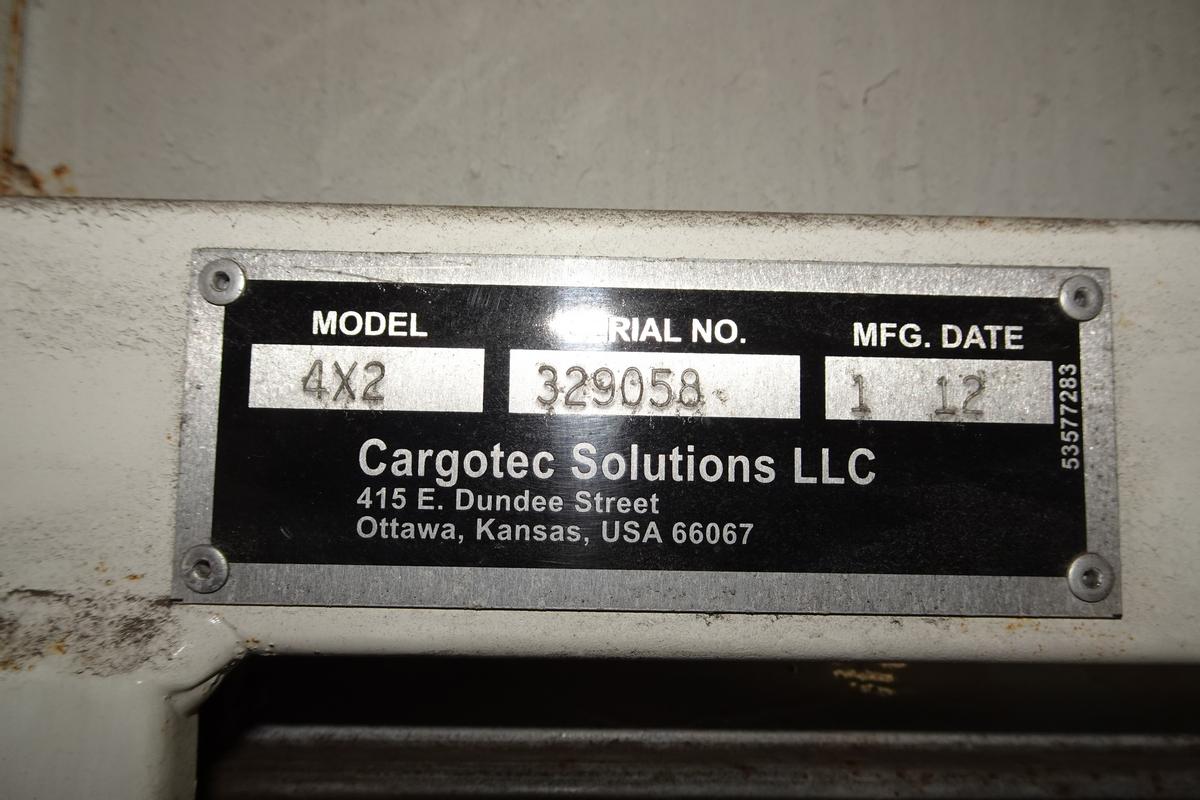 MODEL SERIAL NO. MFG. DATE
4X2 329058 1 12
53577283
Cargotec Solutions LLC
415 E. Dundee Street
Ottawa, Kansas, USA 66067